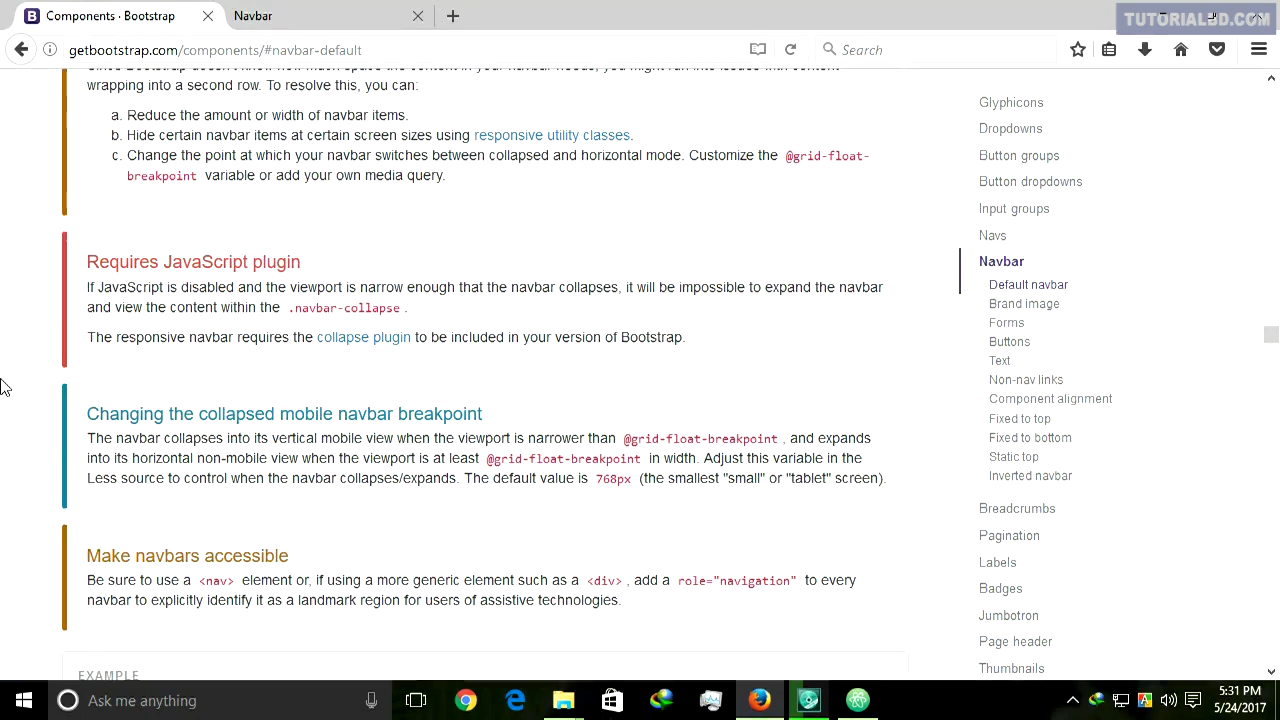 Components · Bootstrap
Navbar
TUTORIALBD.COM
getbootstrap.com/components/#navbar-default
Search
wrapping into a second row. To resolve this, you can:
a. Reduce the amount or width of navbar items.
b. Hide certain navbar items at certain screen sizes using responsive utility classes.
c. Change the point at which your navbar switches between collapsed and horizontal mode. Customize the @grid-float-
breakpoint variable or add your own media query.
Requires JavaScript plugin
If JavaScript is disabled and the viewport is narrow enough that the navbar collapses, it will be impossible to expand the navbar
and view the content within the .navbar-collapse .
The responsive navbar requires the collapse plugin to be included in your version of Bootstrap.
Changing the collapsed mobile navbar breakpoint
The navbar collapses into its vertical mobile view when the viewport is narrower than @grid-float-breakpoint , and expands
into its horizontal non-mobile view when the viewport is at least @grid-float-breakpoint in width. Adjust this variable in the
Less source to control when the navbar collapses/expands. The default value is 768px (the smallest "small" or "tablet" screen).
Make navbars accessible
Be sure to use a <nav> element or, if using a more generic element such as a <div> , add a role="navigation" to every
navbar to explicitly identify it as a landmark region for users of assistive technologies.
EXAMPLE
Glyphicons
Dropdowns
Button groups
Button dropdowns
Input groups
Navs
Navbar
Default navbar
Brand image
Forms
Buttons
Text
Non-nav links
Component alignment
Fixed to top
Fixed to bottom
Static top
Inverted navbar
Breadcrumbs
Pagination
Labels
Badges
Jumbotron
Page header
Thumbnails
Ask me anything
5:31 PM
5/24/2017